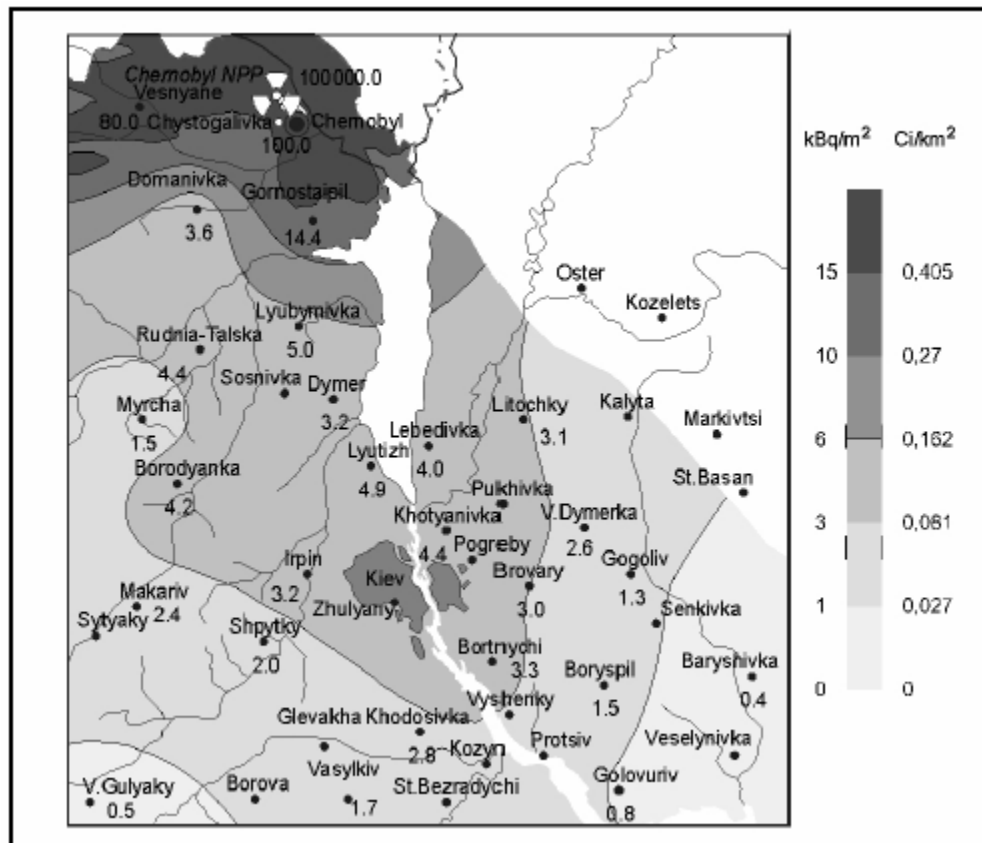 Chernobyl NPP 100000.0
Vesnyane
80.0 Chystogalivka Chernobyl
100.0
kBq/m² Ci/km²
Domanivka
Gornostaipil
3.6
14.4
15 0,405
Oster
Kozelets
Lyubymivka
Rudnia-Talska
5.0
10 0,27
4.4
Sosnivka Dymer
Myrcha
3.2
Litochky
Kalyta
1.5
3.1
Markivtsi
Lebedivka
6 0,162
Lyutizh
4.0
Borodyanka
4.9
St.Basan
4.2
Pukhivka
Khotyanivka
V.Dymerka
3 0,081
4.4
2.6
Pogreby
Irpin
Gogoliv
Kiev
Brovary
3.2
1.3
Makariv
2.4
Zhulyany
3.0
1 0,027
Sytyaky
Shpytky
Senkivka
2.0
Bortnychi
3.3
Boryspil
Baryshivka
0 0
1.5
0.4
Vyshenky
Glevakha Khodosivka
2.8
Kozyn
Protsiv
Veselynivka
Vasylkiv
V.Gulyaky
Borova
St.Bezradychi
Golovuriv
0.5
1.7
0.8